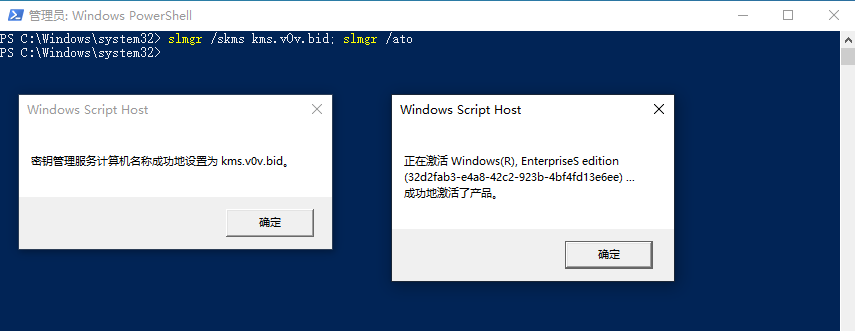 管理员: Windows PowerShell
PS C:\Windows\system32> slmgr /skms kms.v0v.bid; slmgr /ato
PS C:\Windows\system32>
Windows Script Host
密钥管理服务计算机名称成功地设置为 kms.v0v.bid。
确定
Windows Script Host
正在激活 Windows(R), EnterpriseS edition
(32d2fab3-e4a8-42c2-923b-4bf4fd13e6ee) ...
成功地激活了产品。
确定